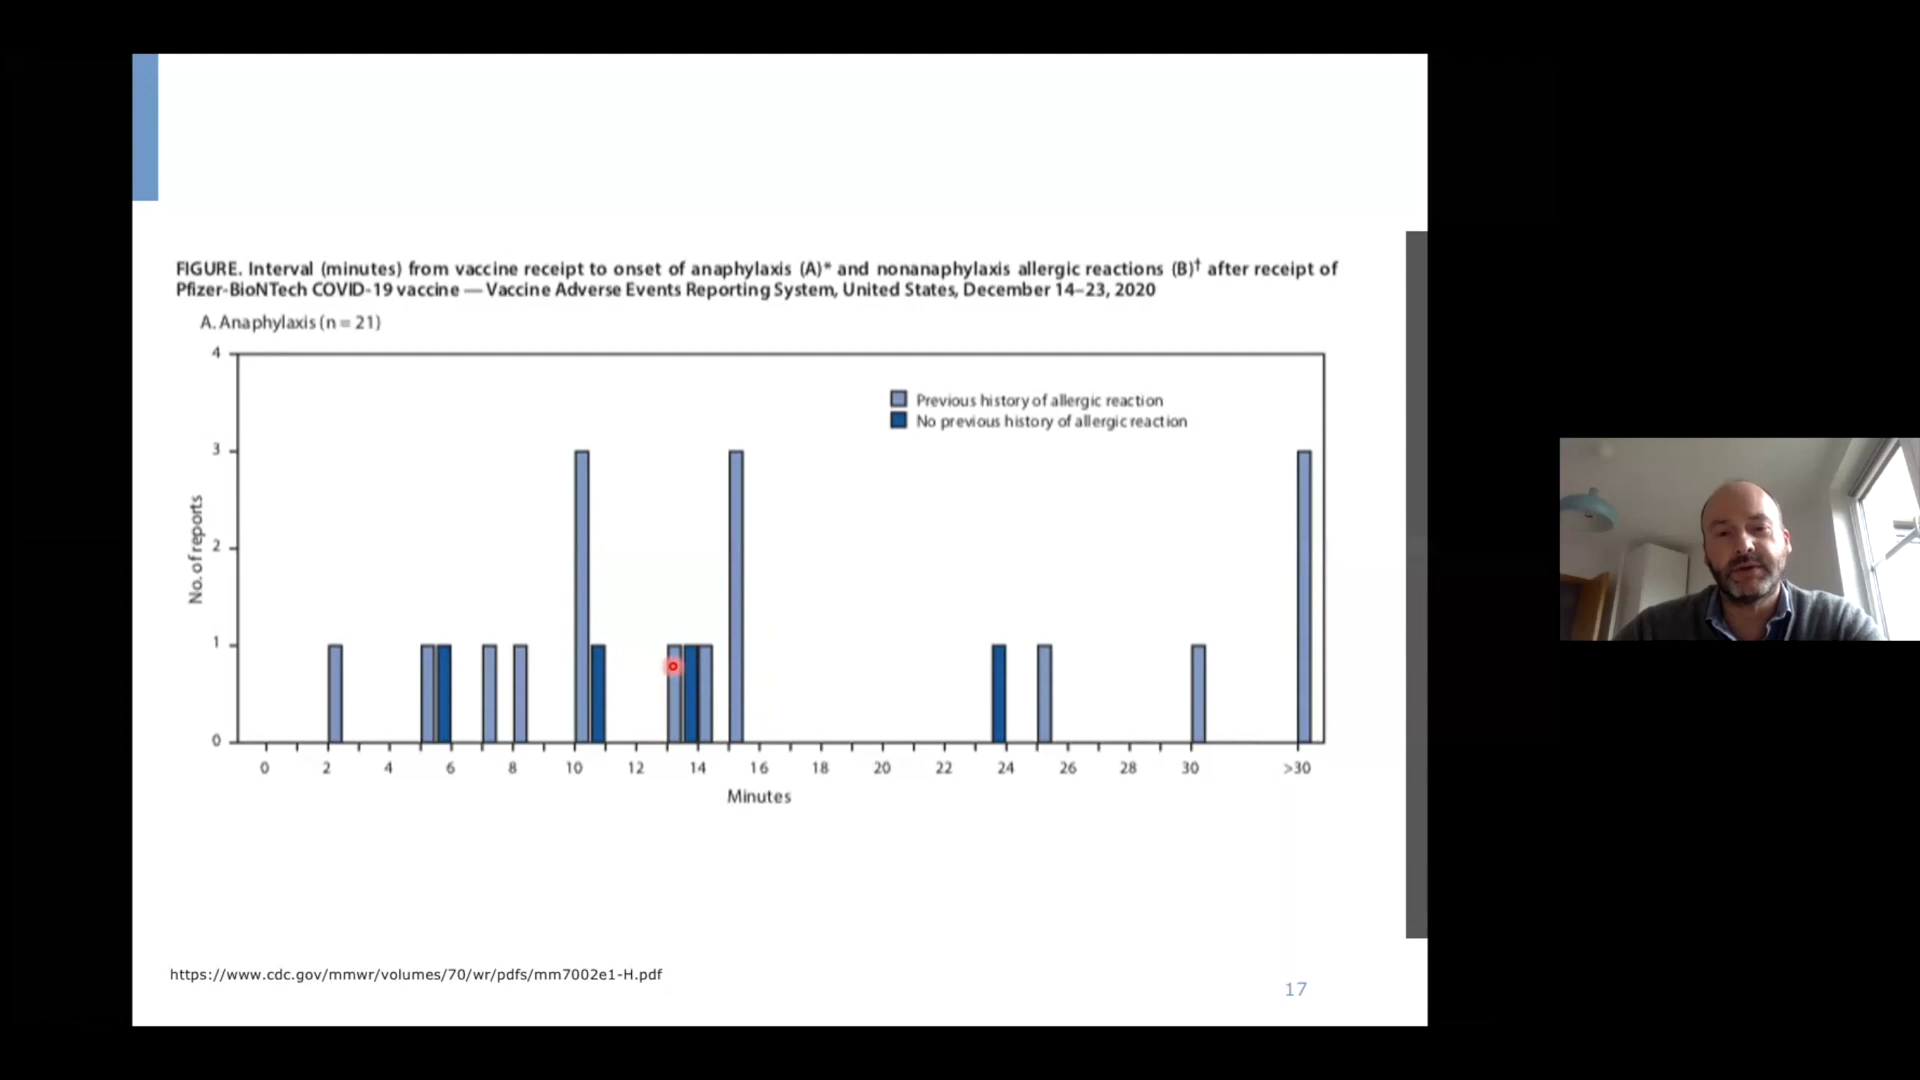 FIGURE. Interval (minutes) from vaccine receipt to onset of anaphylaxis (A)* and nonanaphylaxis allergic reactions (B)† after receipt of
Pfizer-BioNTech COVID-19 vaccine — Vaccine Adverse Events Reporting System, United States, December 14–23, 2020
A. Anaphylaxis (n = 21)
4
3
2
1
0
No. of reports
Previous history of allergic reaction
No previous history of allergic reaction
0 2 4 6 8 10 12 14 16 18 20 22 24 26 28 30 >30
Minutes
https://www.cdc.gov/mmwr/volumes/70/wr/pdfs/mm7002e1-H.pdf
17